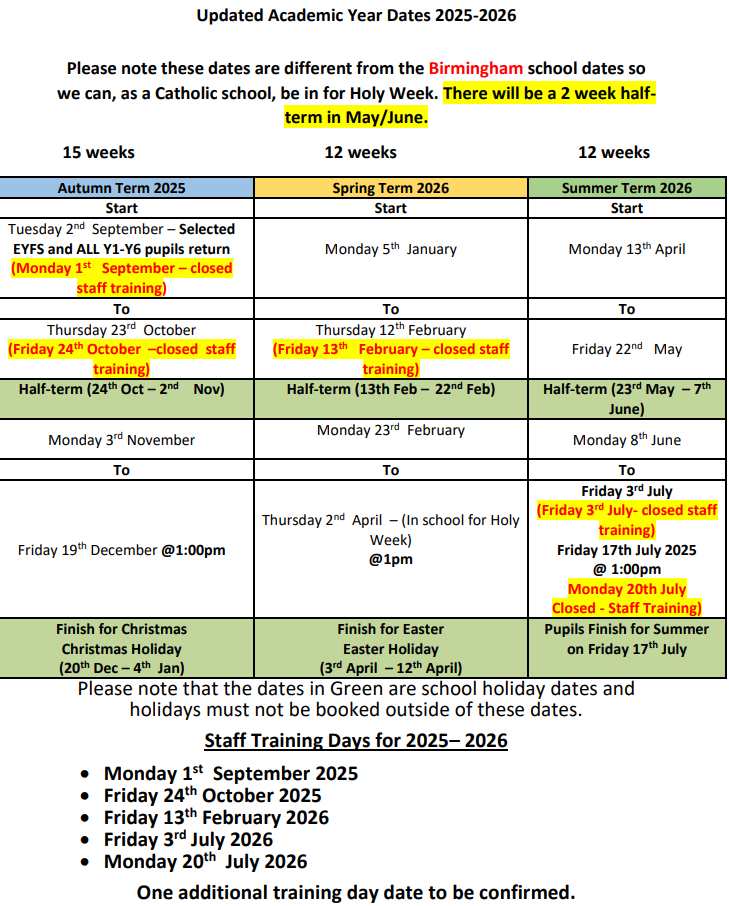 Updated Academic Year Dates 2025-2026
Please note these dates are different from the Birmingham school dates so
we can, as a Catholic school, be in for Holy Week. There will be a 2 week half-
term in May/June.
15 weeks
12 weeks
12 weeks
Autumn Term 2025
Spring Term 2026
Summer Term 2026
Start
Start
Start
Tuesday 2nd September – Selected
EYFS and ALL Y1-Y6 pupils return
(Monday 1st September – closed
staff training)
Monday 5th January
Monday 13th April
To
To
To
Thursday 23rd October
(Friday 24th October –closed staff
training)
Thursday 12th February
(Friday 13th February – closed staff
training)
Friday 22nd May
Half-term (24th Oct – 2nd Nov)
Half-term (13th Feb – 22nd Feb)
Half-term (23rd May – 7th
June)
Monday 3rd November
Monday 23rd February
Monday 8th June
To
To
To
Friday 19th December @1:00pm
Thursday 2nd April – (In school for Holy
Week)
@1pm
Friday 3rd July
(Friday 3rd July- closed staff
training)
Friday 17th July 2025
@ 1:00pm
Monday 20th July
Closed - Staff Training)
Finish for Christmas
Christmas Holiday
(20th Dec – 4th Jan)
Finish for Easter
Easter Holiday
(3rd April – 12th April)
Pupils Finish for Summer
on Friday 17th July
Please note that the dates in Green are school holiday dates and
holidays must not be booked outside of these dates.
Staff Training Days for 2025– 2026
• Monday 1st September 2025
• Friday 24th October 2025
• Friday 13th February 2026
• Friday 3rd July 2026
• Monday 20th July 2026
One additional training day date to be confirmed.